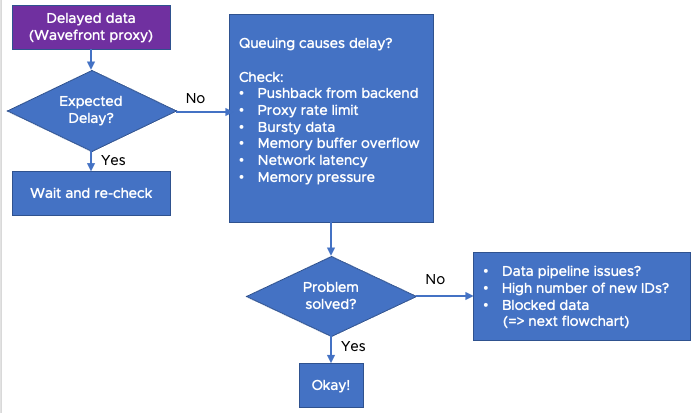 Delayed data
(Wavefront proxy)
Expected
Delay?
No
Yes
Wait and re-check
Queuing causes delay?
Check:
• Pushback from backend
• Proxy rate limit
• Bursty data
• Memory buffer overflow
• Network latency
• Memory pressure
Problem
solved?
No
Yes
Okay!
• Data pipeline issues?
• High number of new IDs?
• Blocked data
(=> next flowchart)